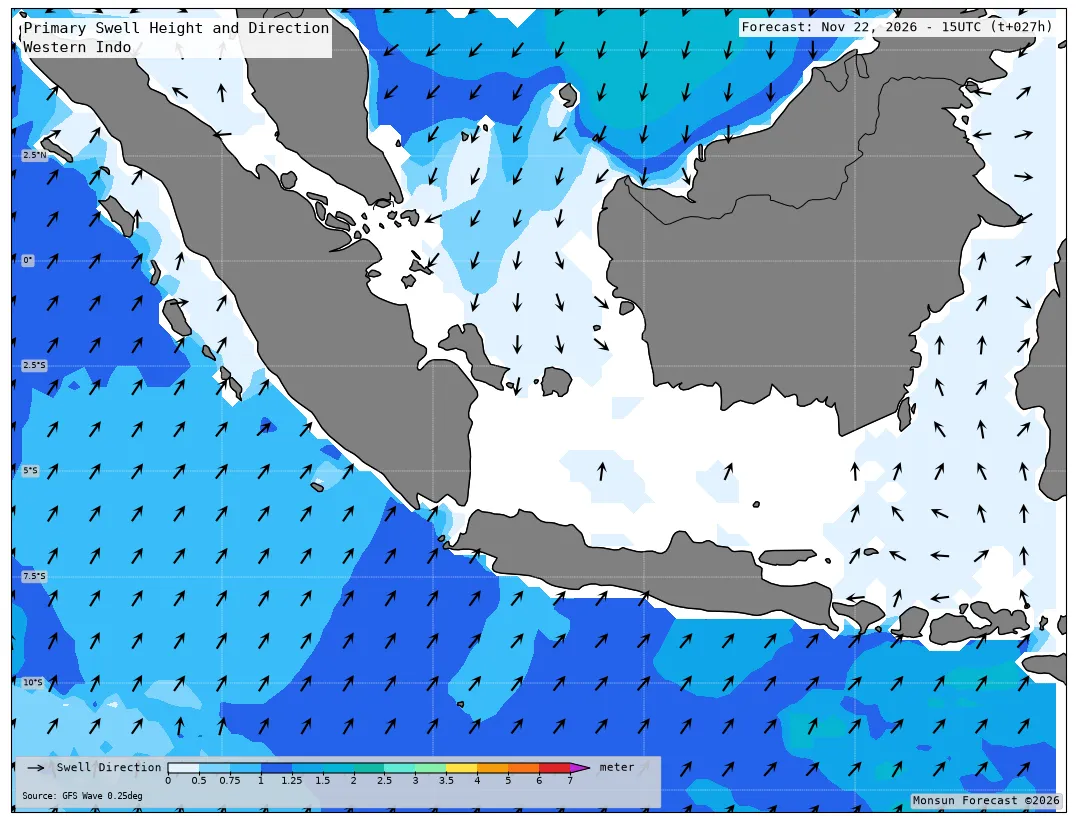 Primary Swell Height and Direction
Western Indo
Forecast: Nov 22, 2026 - 15UTC (t+027h)
2.5°N
0°
2.5°S
5°S
7.5°S
10°S
Swell Direction
0 0.5 0.75 1 1.25 1.5 2 2.5 3 3.5 4 5 6 7
meter
Source: GFS Wave 0.25deg
Monsun Forecast ©2026